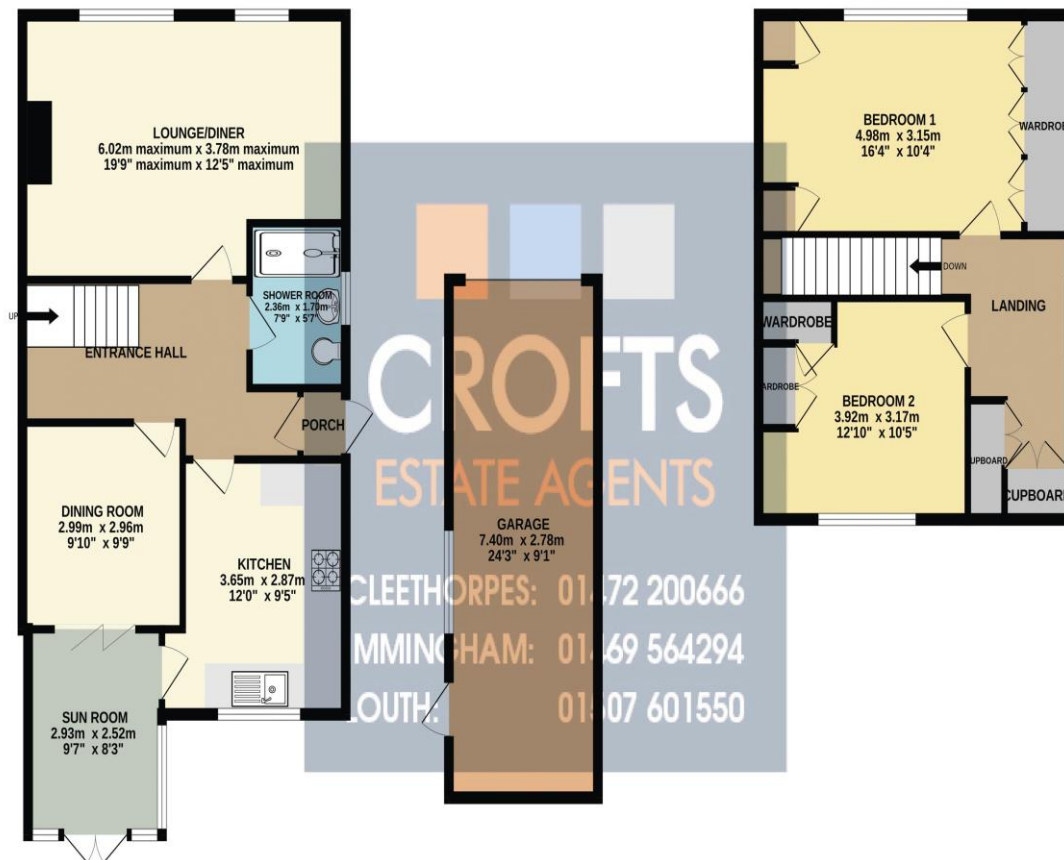 LOUNGE/DINER
6.02m maximum x 3.78m maximum
19'9" maximum x 12'5" maximum
SHOWER ROOM
2.36m x 1.70m
7'9" x 5'7"
UP
ENTRANCE HALL
PORCH
DINING ROOM
2.99m x 2.96m
9'10" x 9'9"
KITCHEN
3.65m x 2.87m
12'0" x 9'5"
SUN ROOM
2.93m x 2.52m
9'7" x 8'3"
CROFTS
ESTATE AGENTS
GARAGE
7.40m x 2.78m
24'3" x 9'1"
CLEETHORPES: 01472 200666
IMMINGHAM: 01469 564294
LOUTH: 01507 601550
BEDROOM 1
4.98m x 3.15m
16'4" x 10'4"
WARDROBE
DOWN
LANDING
WARDROBE
WARDROBE
BEDROOM 2
3.92m x 3.17m
12'10" x 10'5"
CUPBOARD
CUPBOARD